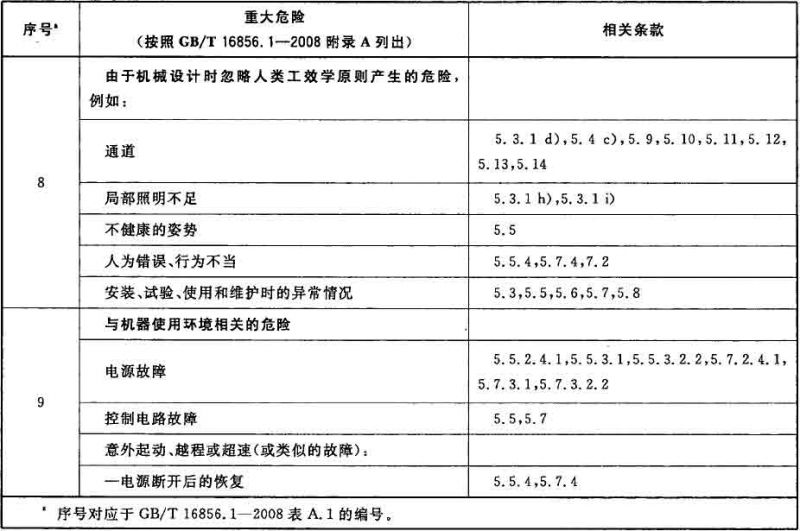 序号ᵃ
重大危险
(按照 GB/T 16856.1—2008 附录 A 列出)
相关条款
8
由于机械设计时忽略人类工效学原则产生的危险,
例如:
通道
5.3.1 d),5.4 c),5.9,5.10,5.11,5.12,
5.13,5.14
局部照明不足
5.3.1 h),5.3.1 i)
不健康的姿势
5.5
人为错误、行为不当
5.5.4,5.7.4,7.2
安装、试验、使用和维护时的异常情况
5.3,5.5,5.6,5.7,5.8
9
与机器使用环境相关的危险
电源故障
5.5.2.4.1,5.5.3.1,5.5.3.2.2,5.7.2.4.1,
5.7.3.1,5.7.3.2.2
控制电路故障
5.5,5.7
意外起动、越程或超速(或类似的故障):
—电源断开后的恢复
5.5.4,5.7.4
ᵃ 序号对应于 GB/T 16856.1—2008 表 A.1 的编号。